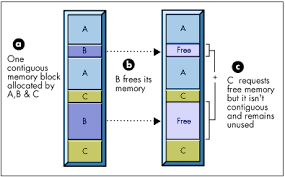 a
One
contiguous
memory block
allocated by
A,B & C
A
B
A
C
B
C
b
B frees its
memory
A
Free
A
C
Free
C
c
+
C requests
free memory
but it isn't
contiguous
and remains
unused